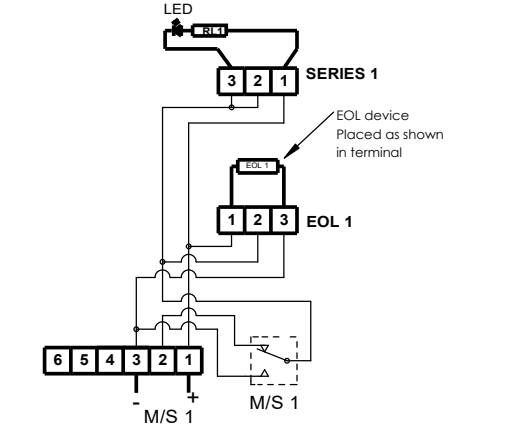 LED
RL1
3 2 1 SERIES 1
EOL device
Placed as shown
in terminal
EOL 1
1 2 3 EOL 1
6 5 4 3 2 1
- +
M/S 1
M/S 1